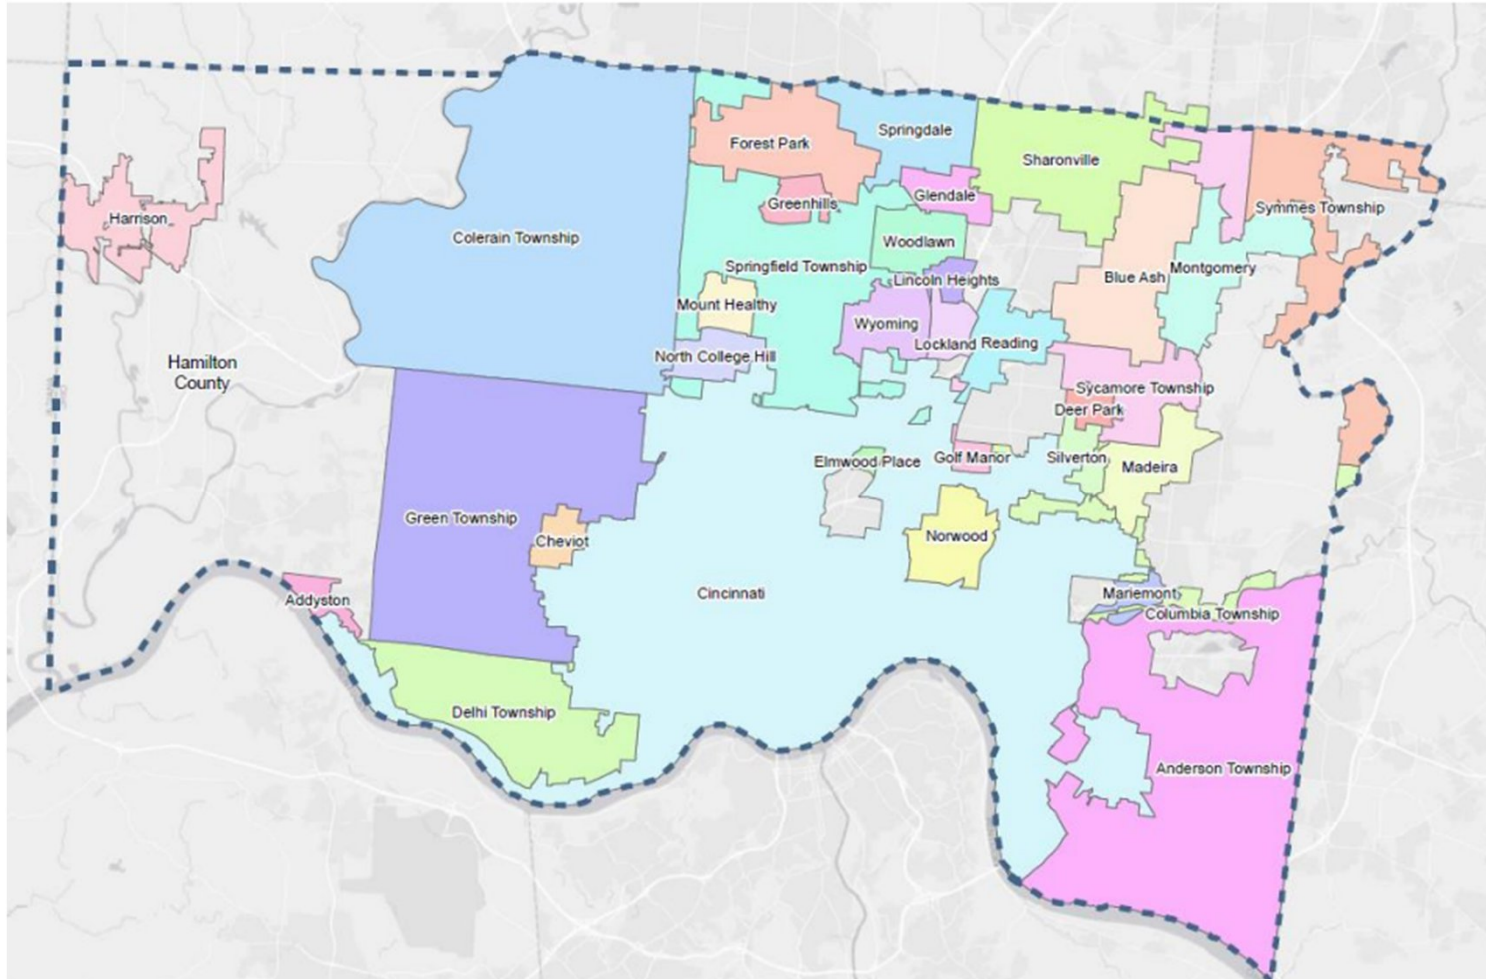 Springdale
Forest Park
Sharonville
Glendale
Greenhills
Harrison
Symmes Township
Colerain Township
Woodlawn
Springfield Township
Montgomery
Blue Ash
Lincoln Heights
Mount Healthy
Wyoming
Lockland
Reading
North College Hill
Hamilton
County
Sycamore Township
Deer Park
Elmwood Place
Golf Manor
Silverton
Madeira
Green Township
Cheviot
Norwood
Cincinnati
Addyston
Mariemont
Columbia Township
Delhi Township
Anderson Township